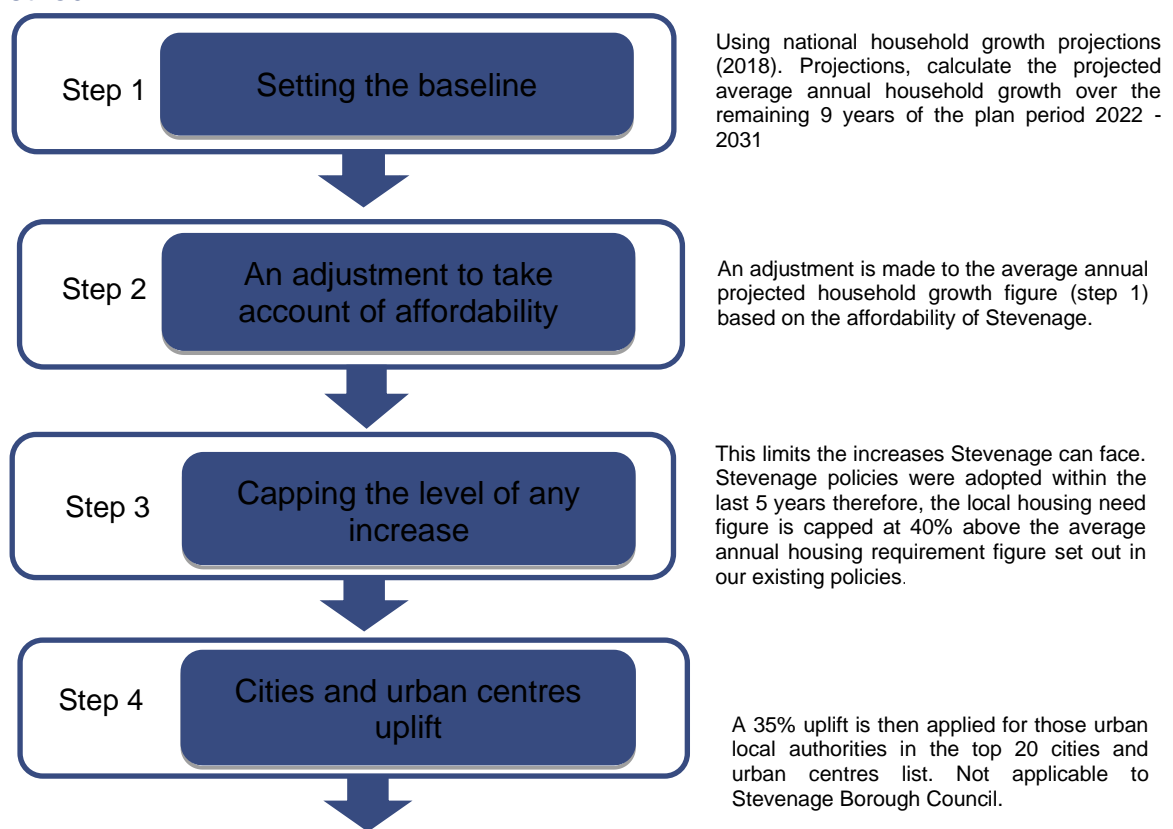 Step 1
Setting the baseline
Using national household growth projections
(2018). Projections, calculate the projected
average annual household growth over the
remaining 9 years of the plan period 2022 -
2031
Step 2
An adjustment to take
account of affordability
An adjustment is made to the average annual
projected household growth figure (step 1)
based on the affordability of Stevenage.
Step 3
Capping the level of any
increase
This limits the increases Stevenage can face.
Stevenage policies were adopted within the
last 5 years therefore, the local housing need
figure is capped at 40% above the average
annual housing requirement figure set out in
our existing policies.
Step 4
Cities and urban centres
uplift
A 35% uplift is then applied for those urban
local authorities in the top 20 cities and
urban centres list. Not applicable to
Stevenage Borough Council.